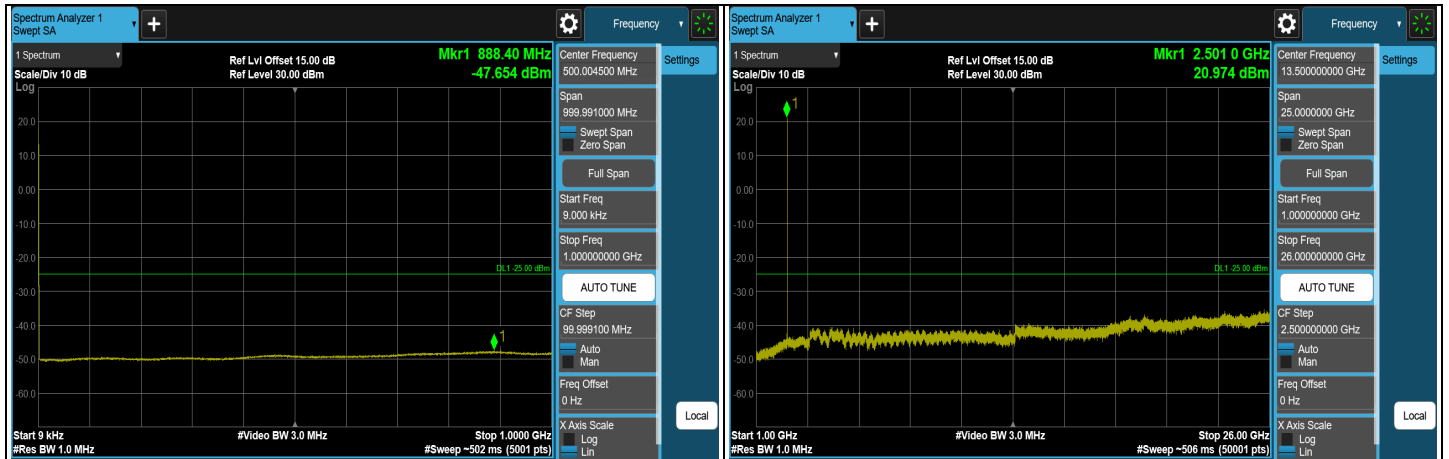 Spectrum Analyzer 1
Swept SA
+
Frequency
1 Spectrum
Scale/Div 10 dB
Log
Ref Lvl Offset 15.00 dB
Ref Level 30.00 dBm
Mkr1 888.40 MHz
-47.654 dBm
20.0
10.0
0.00
-10.0
-20.0
-30.0
-40.0
-50.0
-60.0
DL1 -25.00 dBm
1
Start 9 kHz
#Res BW 1.0 MHz
#Video BW 3.0 MHz
Stop 1.0000 GHz
#Sweep ~502 ms (5001 pts)
Center Frequency
500.004500 MHz
Span
999.991000 MHz
Swept Span
Zero Span
Full Span
Start Freq
9.000 kHz
Stop Freq
1.000000000 GHz
AUTO TUNE
CF Step
99.999100 MHz
Auto
Man
Freq Offset
0 Hz
X Axis Scale
Log
Lin
Settings
Local
Spectrum Analyzer 1
Swept SA
+
Frequency
1 Spectrum
Scale/Div 10 dB
Log
Ref Lvl Offset 15.00 dB
Ref Level 30.00 dBm
Mkr1 2.501 0 GHz
20.974 dBm
1
20.0
10.0
0.00
-10.0
-20.0
-30.0
-40.0
-50.0
-60.0
DL1 -25.00 dBm
Start 1.00 GHz
#Res BW 1.0 MHz
#Video BW 3.0 MHz
Stop 26.00 GHz
#Sweep ~506 ms (50001 pts)
Center Frequency
13.500000000 GHz
Span
25.0000000 GHz
Swept Span
Zero Span
Full Span
Start Freq
1.000000000 GHz
Stop Freq
26.000000000 GHz
AUTO TUNE
CF Step
2.500000000 GHz
Auto
Man
Freq Offset
0 Hz
X Axis Scale
Log
Lin
Settings
Local